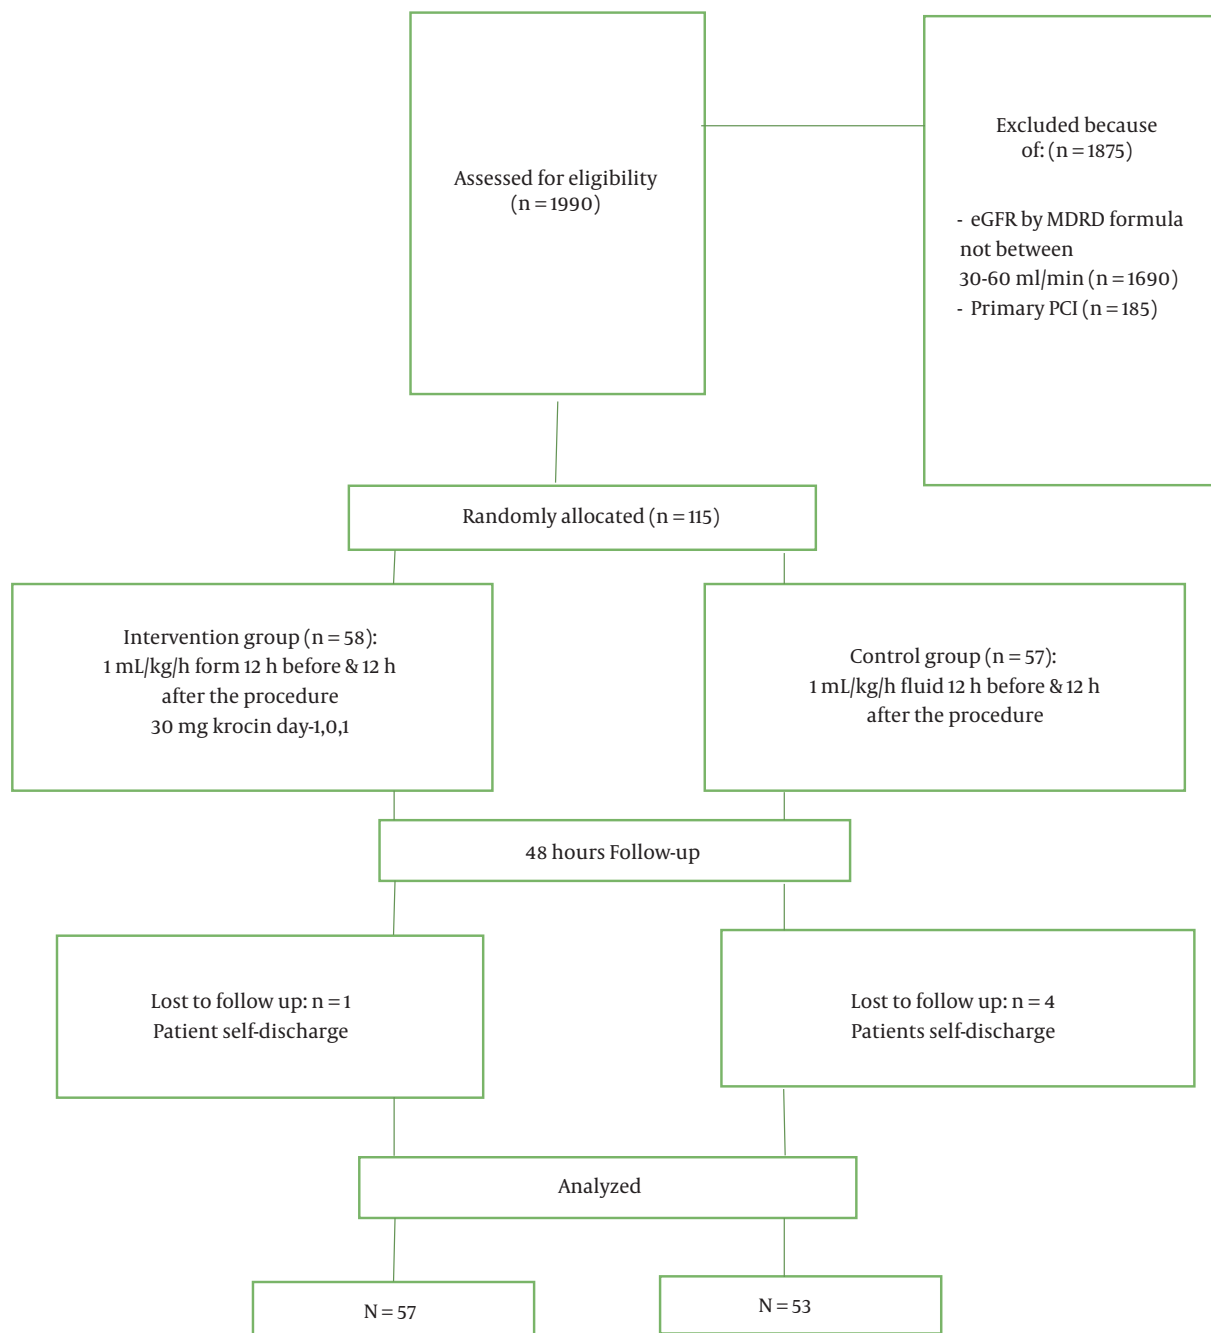 Assessed for eligibility
(n = 1990)
Excluded because
of: (n = 1875)
- eGFR by MDRD formula
not between
30-60 ml/min (n = 1690)
- Primary PCI (n = 185)
Randomly allocated (n = 115)
Intervention group (n = 58):
1 mL/kg/h form 12 h before & 12 h
after the procedure
30 mg krocin day-1,0,1
Control group (n = 57):
1 mL/kg/h fluid 12 h before & 12 h
after the procedure
48 hours Follow-up
Lost to follow up: n = 1
Patient self-discharge
Lost to follow up: n = 4
Patients self-discharge
Analyzed
N = 57
N = 53